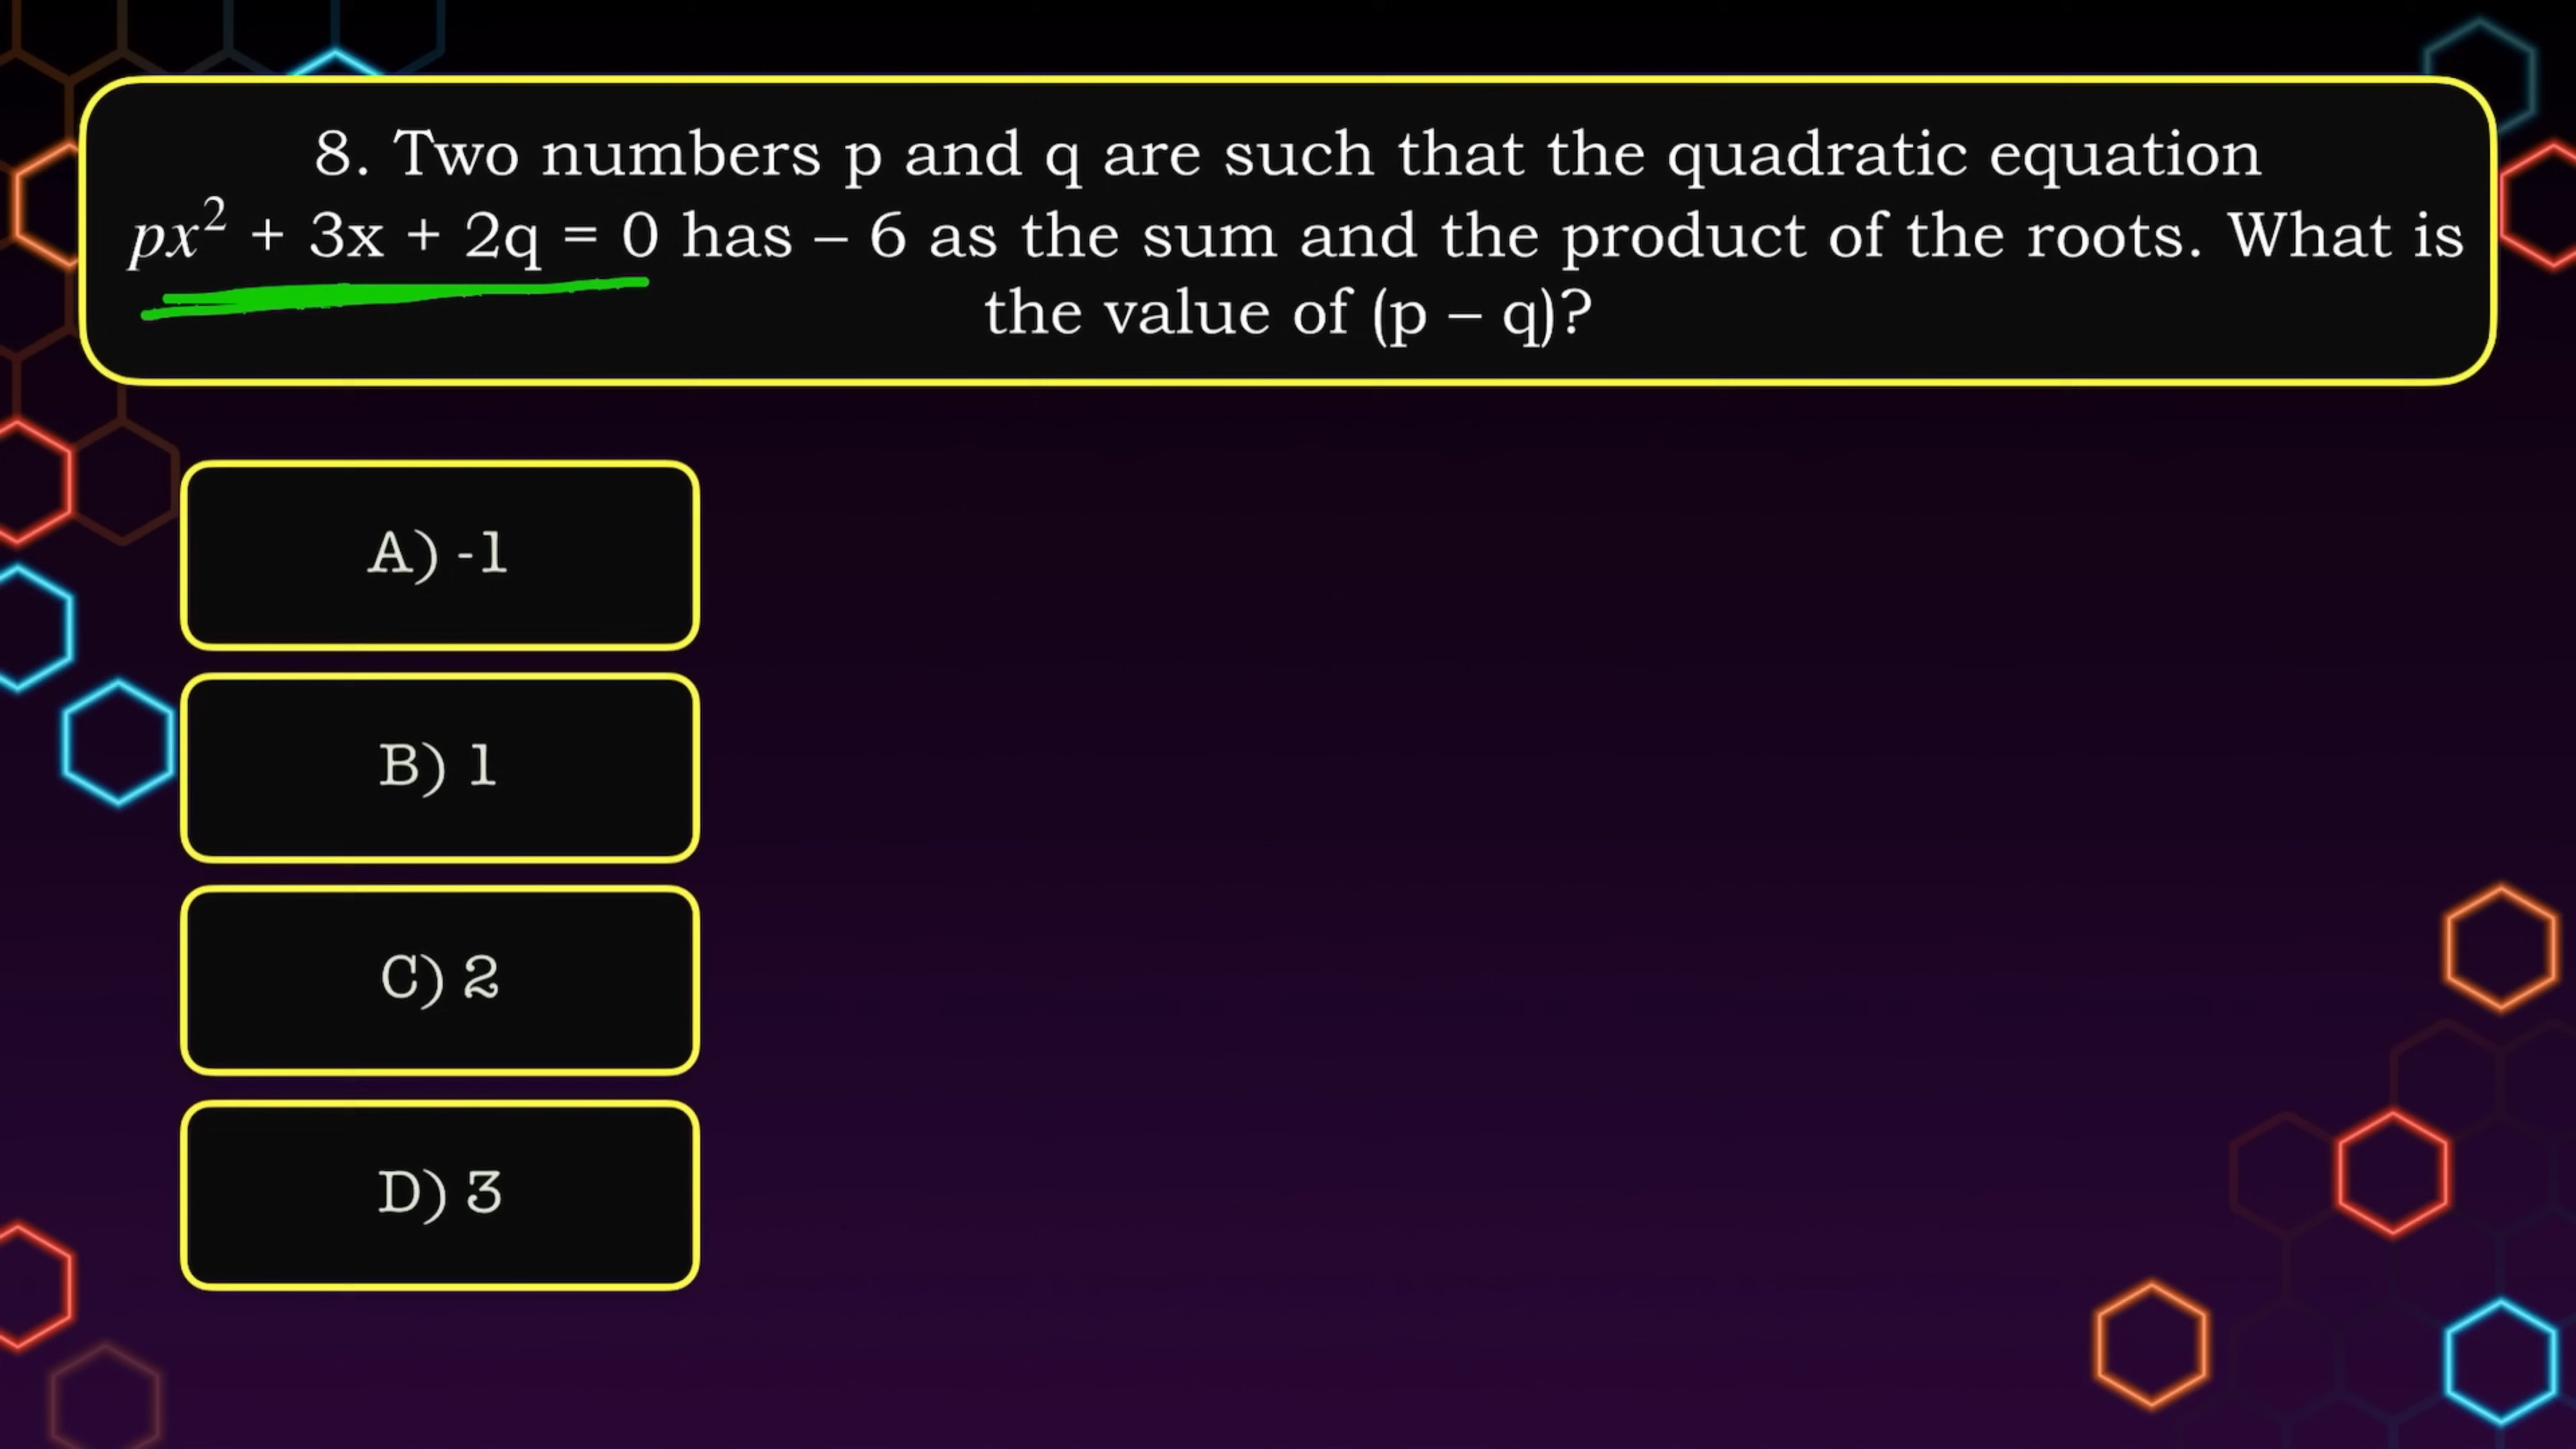 8. Two numbers p and q are such that the quadratic equation
px² + 3x + 2q = 0 has – 6 as the sum and the product of the roots. What is
the value of (p – q)?
A) -1
B) 1
C) 2
D) 3